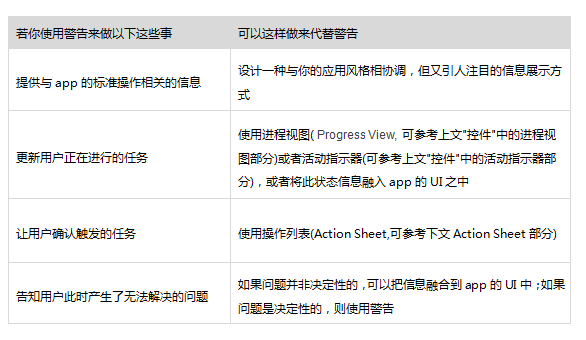 若你使用警告来做以下这些事
可以这样做来代替警告
提供与 app 的标准操作相关的信息
设计一种与你的应用风格相协调，但又引人注目的信息展示方
式
更新用户正在进行的任务
使用进程视图( Progress View, 可参考上文"控件"中的进程视
图部分)或者活动指示器(可参考上文"控件"中的活动指示器部
分)，或者将此状态信息融入 app 的 UI 之中
让用户确认触发的任务
使用操作列表(Action Sheet,可参考下文 Action Sheet 部分)
告知用户此时产生了无法解决的问题
如果问题并非决定性的，可以把信息融合到 app 的 UI 中；如果
问题是决定性的，则使用警告